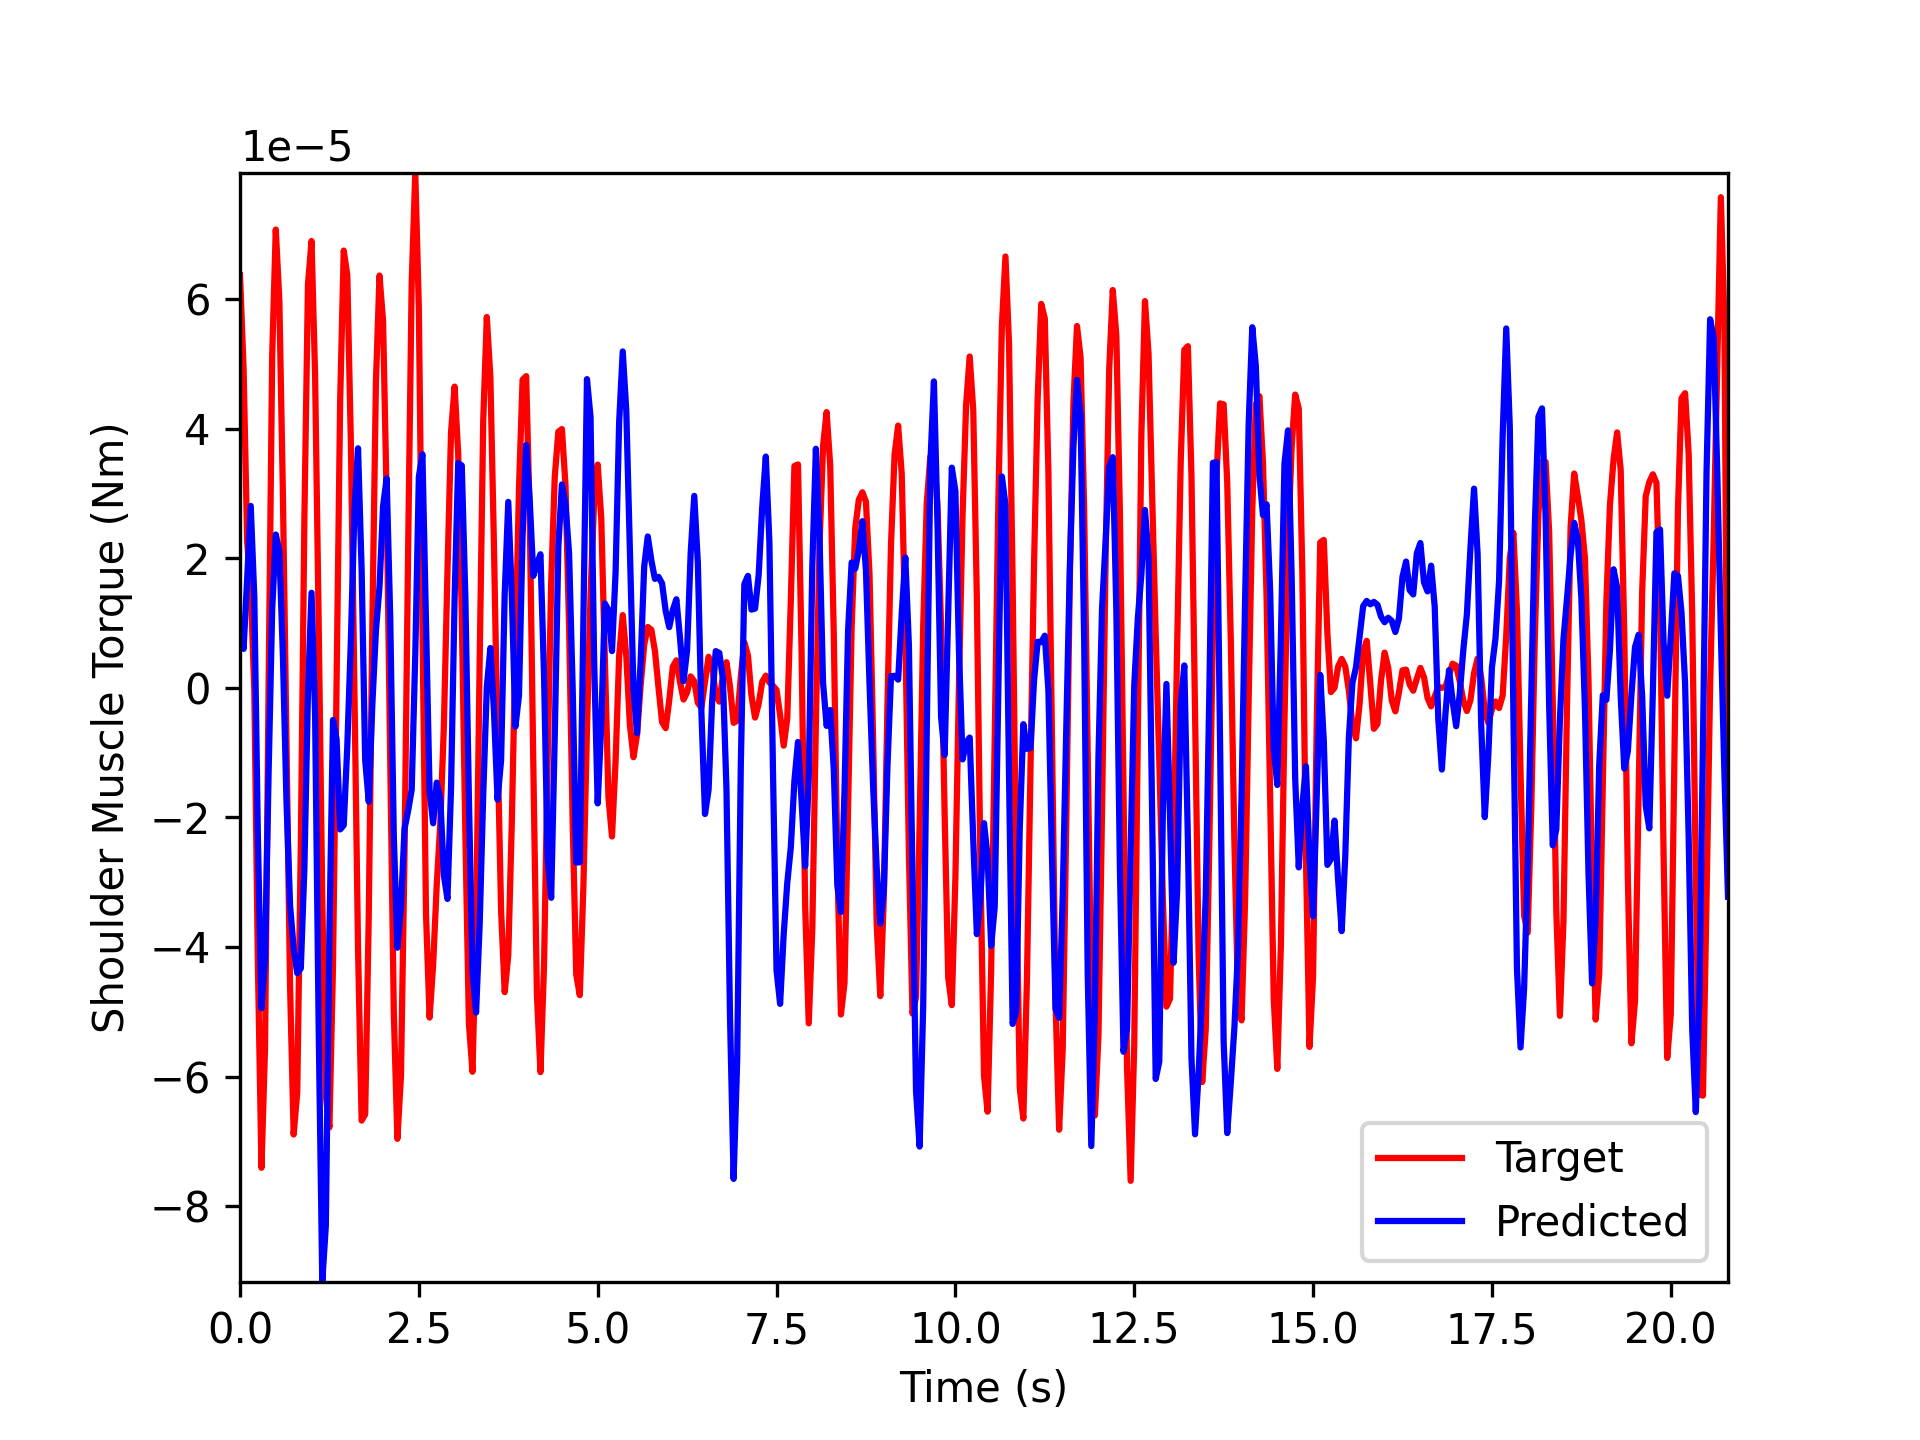 1e−5
Shoulder Muscle Torque (Nm)
6
4
2
0
−2
−4
−6
−8
0.0 2.5 5.0 7.5 10.0 12.5 15.0 17.5 20.0
Time (s)
Target
Predicted